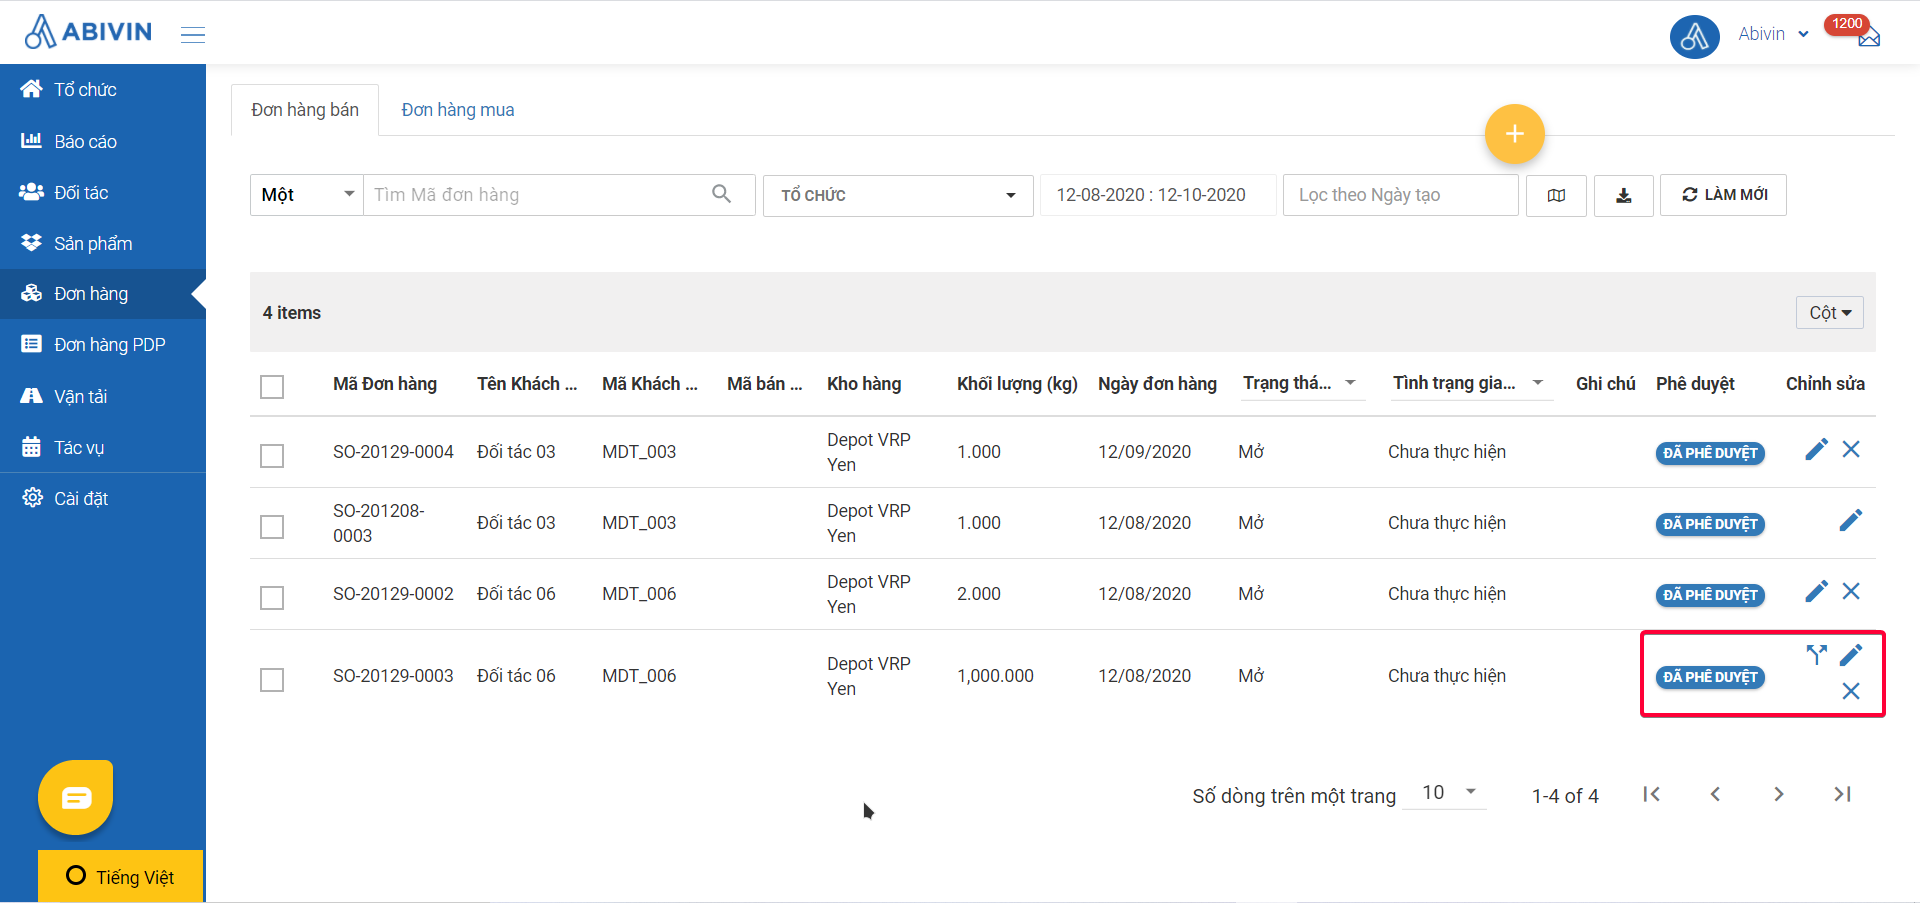 ABIVIN
Abivin
1200
Tổ chức
Báo cáo
Đối tác
Sản phẩm
Đơn hàng
Đơn hàng PDP
Vận tải
Tác vụ
Cài đặt
Tiếng Việt
Đơn hàng bán Đơn hàng mua
Một Tìm Mã đơn hàng TỔ CHỨC 12-08-2020 : 12-10-2020 Lọc theo Ngày tạo LÀM MỚI
4 items Cột
Mã Đơn hàng Tên Khách ... Mã Khách ... Mã bán ... Kho hàng Khối lượng (kg) Ngày đơn hàng Trạng thá... Tình trạng gia... Ghi chú Phê duyệt Chỉnh sửa
SO-20129-0004 Đối tác 03 MDT_003 Depot VRP 1.000 12/09/2020 Mở Chưa thực hiện ĐÃ PHÊ DUYỆT
Yen
SO-201208- Đối tác 03 MDT_003 Depot VRP 1.000 12/08/2020 Mở Chưa thực hiện ĐÃ PHÊ DUYỆT
0003 Yen
SO-20129-0002 Đối tác 06 MDT_006 Depot VRP 2.000 12/08/2020 Mở Chưa thực hiện ĐÃ PHÊ DUYỆT
Yen
SO-20129-0003 Đối tác 06 MDT_006 Depot VRP 1,000.000 12/08/2020 Mở Chưa thực hiện ĐÃ PHÊ DUYỆT
Yen
Số dòng trên một trang 10 1-4 of 4